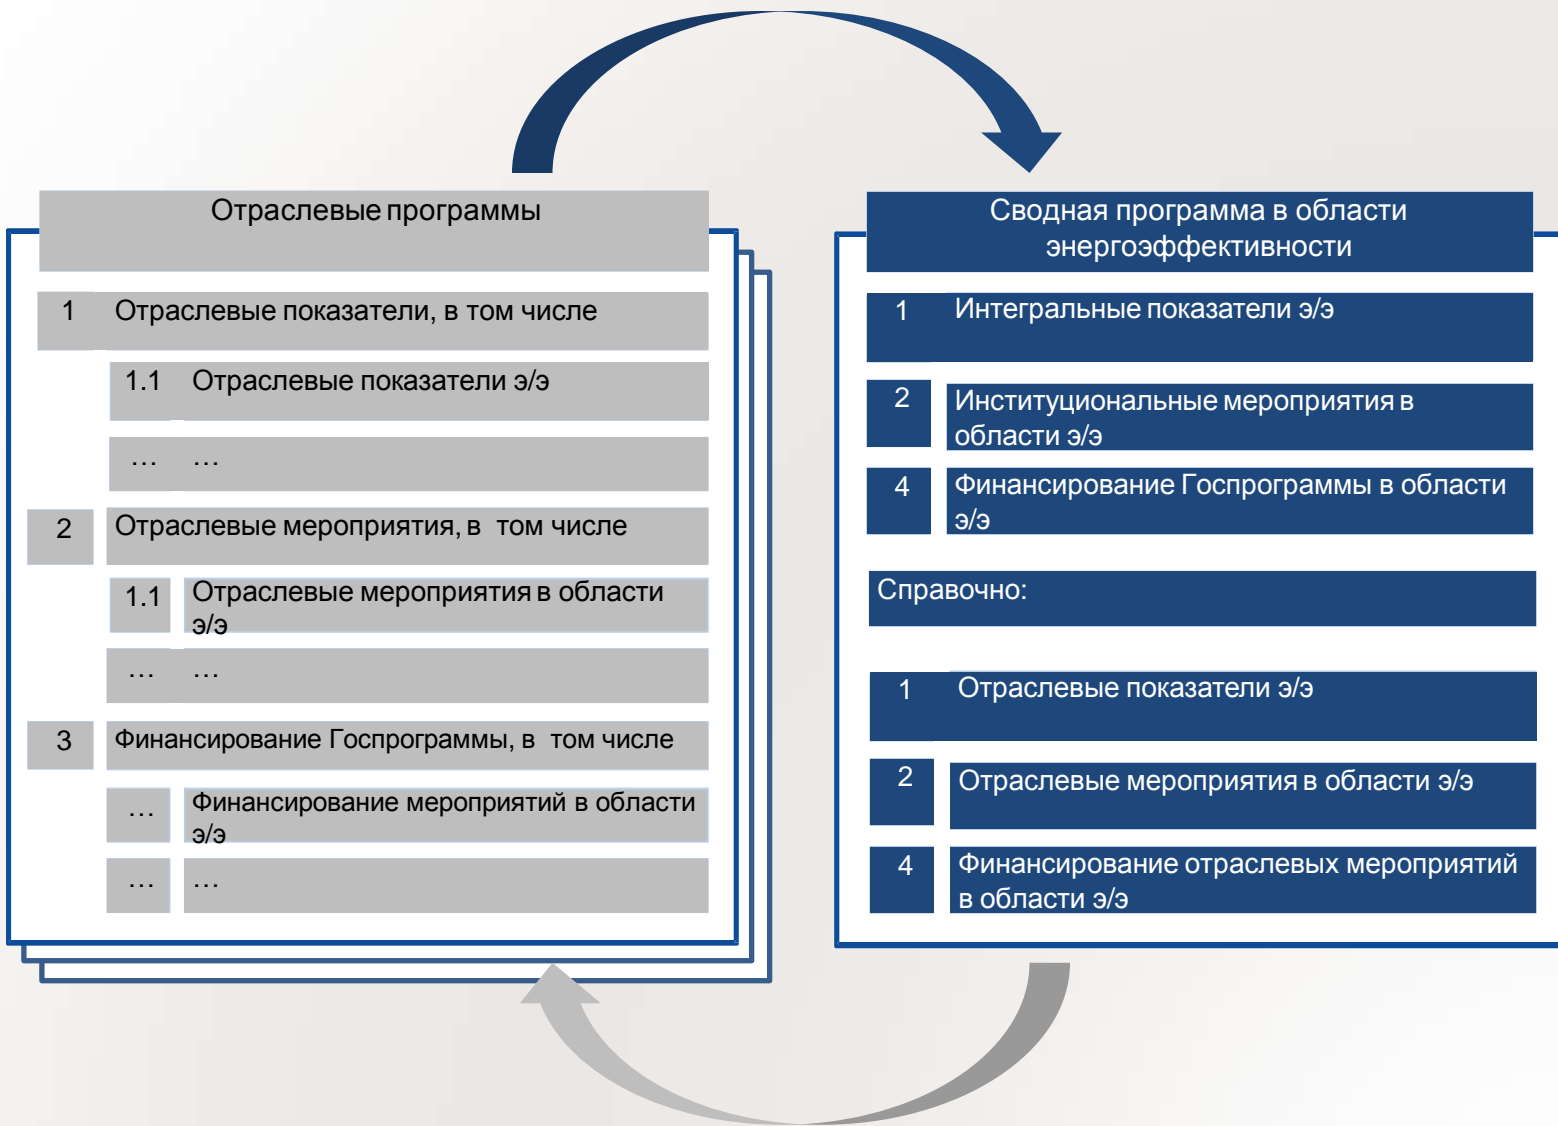 Отраслевые программы
1 Отраслевые показатели, в том числе
1.1 Отраслевые показатели э/э
… …
2 Отраслевые мероприятия, в том числе
1.1 Отраслевые мероприятия в области
э/э
… …
3 Финансирование Госпрограммы, в том числе
… Финансирование мероприятий в области
э/э
… …
Сводная программа в области
энергоэффективности
1 Интегральные показатели э/э
2 Институциональные мероприятия в
области э/э
4 Финансирование Госпрограммы в области
э/э
Справочно:
1 Отраслевые показатели э/э
2 Отраслевые мероприятия в области э/э
4 Финансирование отраслевых мероприятий
в области э/э